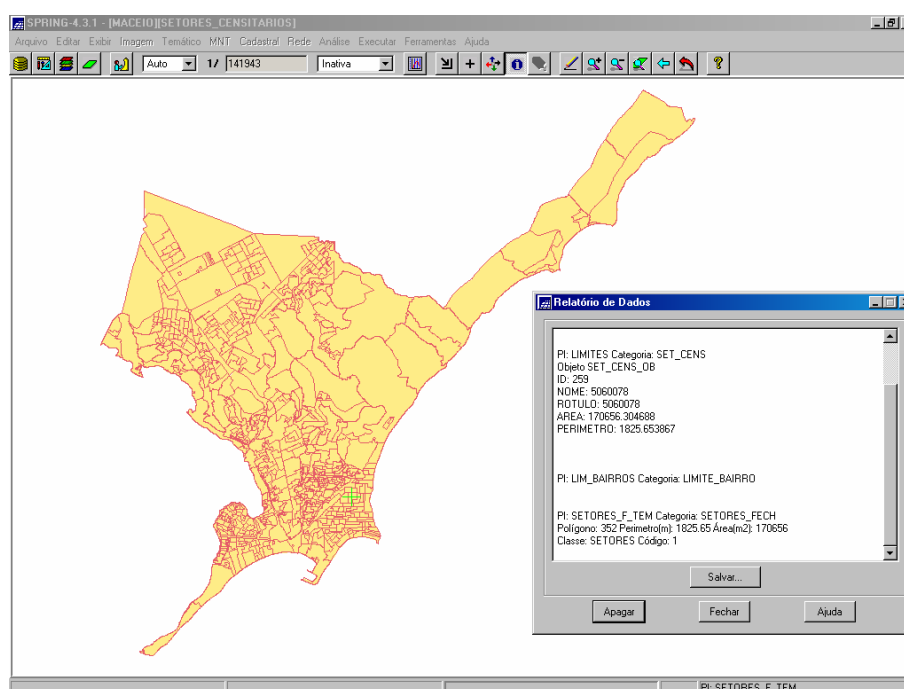 SPRING-4.3.1 - [MACEIO][SETORES_CENSITARIOS]
Arquivo Editar Exibir Imagem Temático MNT Cadastral Rede Análise Executar Ferramentas Ajuda
Auto 1/ 141943 Inativa
Relatório de Dados
PI: LIMITES Categoria: SET_CENS
Objeto SET_CENS_OB
ID: 259
NOME: 5060078
ROTULO: 5060078
AREA: 170656.304688
PERIMETRO: 1825.653867
PI: LIM_BAIRROS Categoria: LIMITE_BAIRRO
PI: SETORES_F_TEM Categoria: SETORES_FECH
Polígono: 352 Perimetro(m): 1825.65 Área(m2): 170656
Classe: SETORES Código: 1
Salvar...
Apagar Fechar Ajuda
PI: SETORES_F_TEM